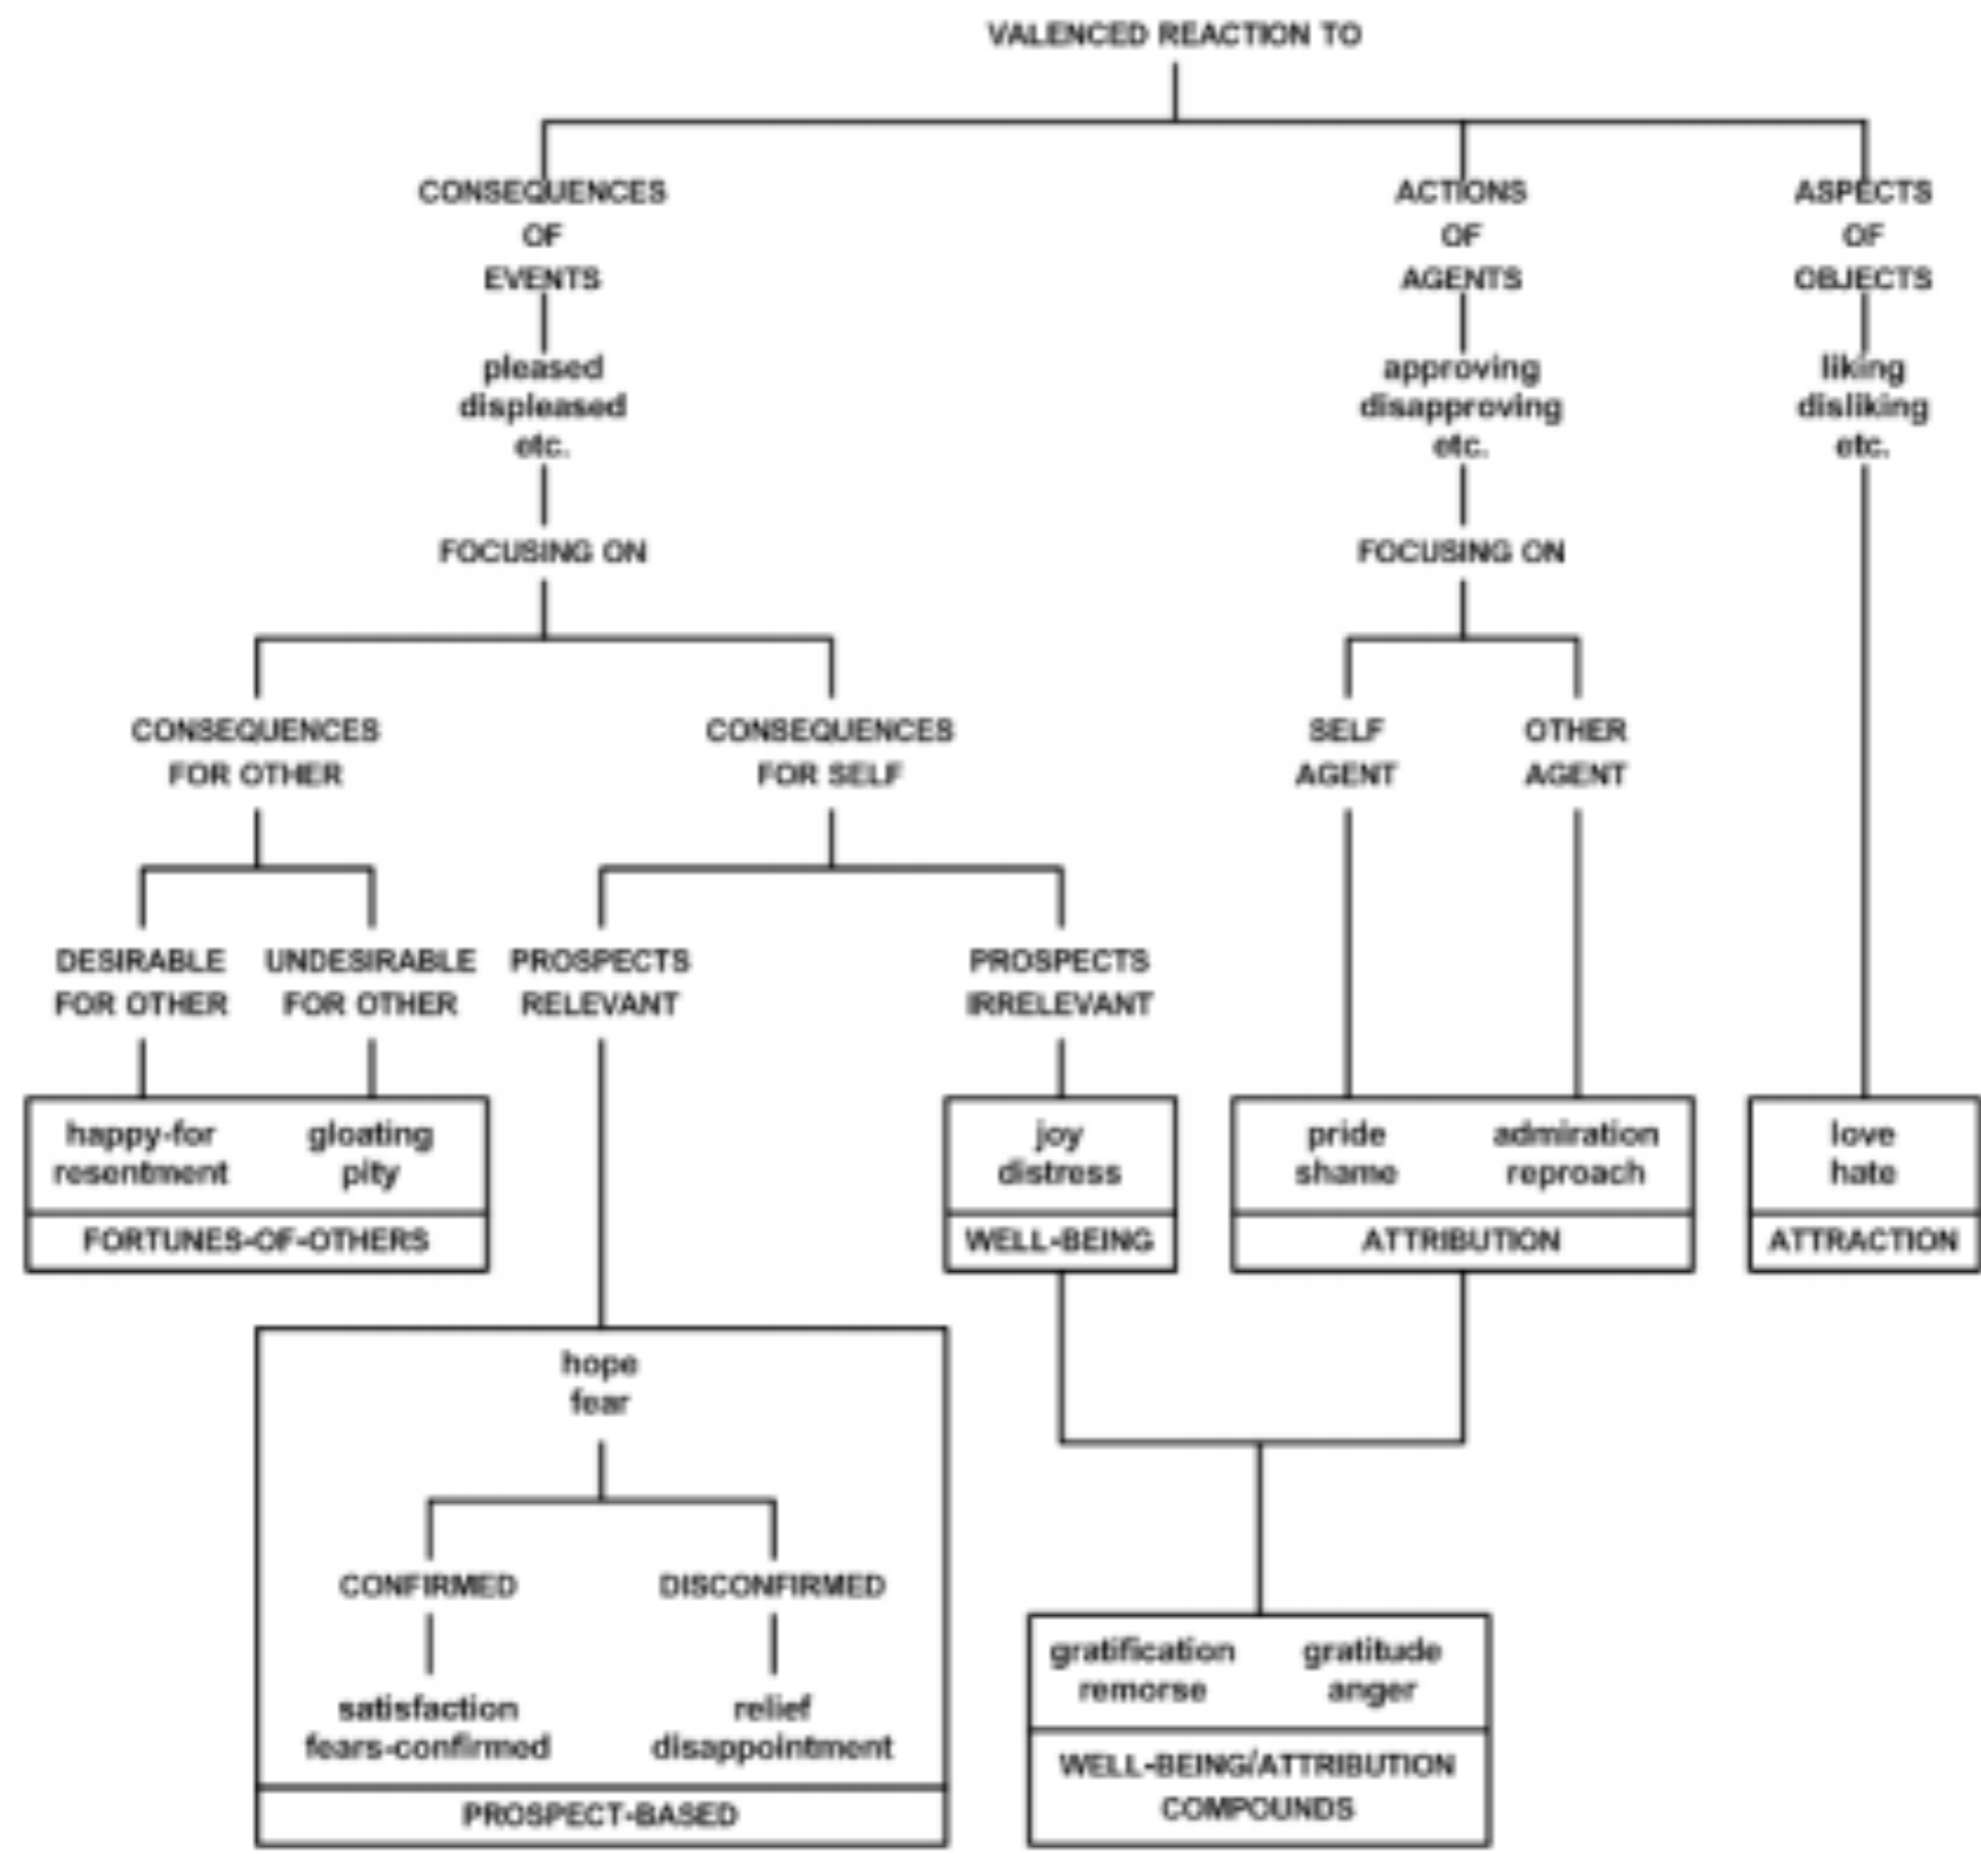 VALENCED REACTION TO
CONSEQUENCES
OF
EVENTS
ACTIONS
OF
AGENTS
ASPECTS
OF
OBJECTS
pleased
displeased
etc.
approving
disapproving
etc.
liking
disliking
etc.
FOCUSING ON
FOCUSING ON
CONSEQUENCES
FOR OTHER
CONSEQUENCES
FOR SELF
SELF
AGENT
OTHER
AGENT
DESIRABLE
FOR OTHER
UNDESIRABLE
FOR OTHER
PROSPECTS
RELEVANT
PROSPECTS
IRRELEVANT
happy-for
resentment
gloating
pity
FORTUNES-OF-OTHERS
joy
distress
WELL-BEING
pride
shame
admiration
reproach
ATTRIBUTION
love
hate
ATTRACTION
hope
fear
CONFIRMED
DISCONFIRMED
satisfaction
fears-confirmed
relief
disappointment
PROSPECT-BASED
gratification
remorse
gratitude
anger
WELL-BEING/ATTRIBUTION
COMPOUNDS